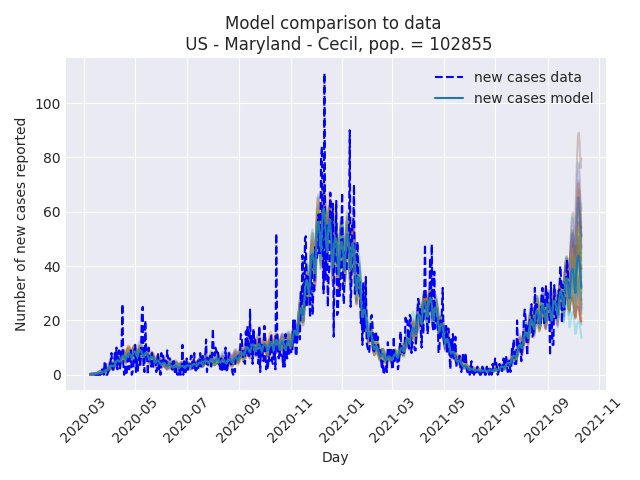 Model comparison to data
US - Maryland - Cecil, pop. = 102855
new cases data
new cases model
Number of new cases reported
100
80
60
40
20
0
2020-03
2020-05
2020-07
2020-09
2020-11
2021-01
2021-03
2021-05
2021-07
2021-09
2021-11
Day